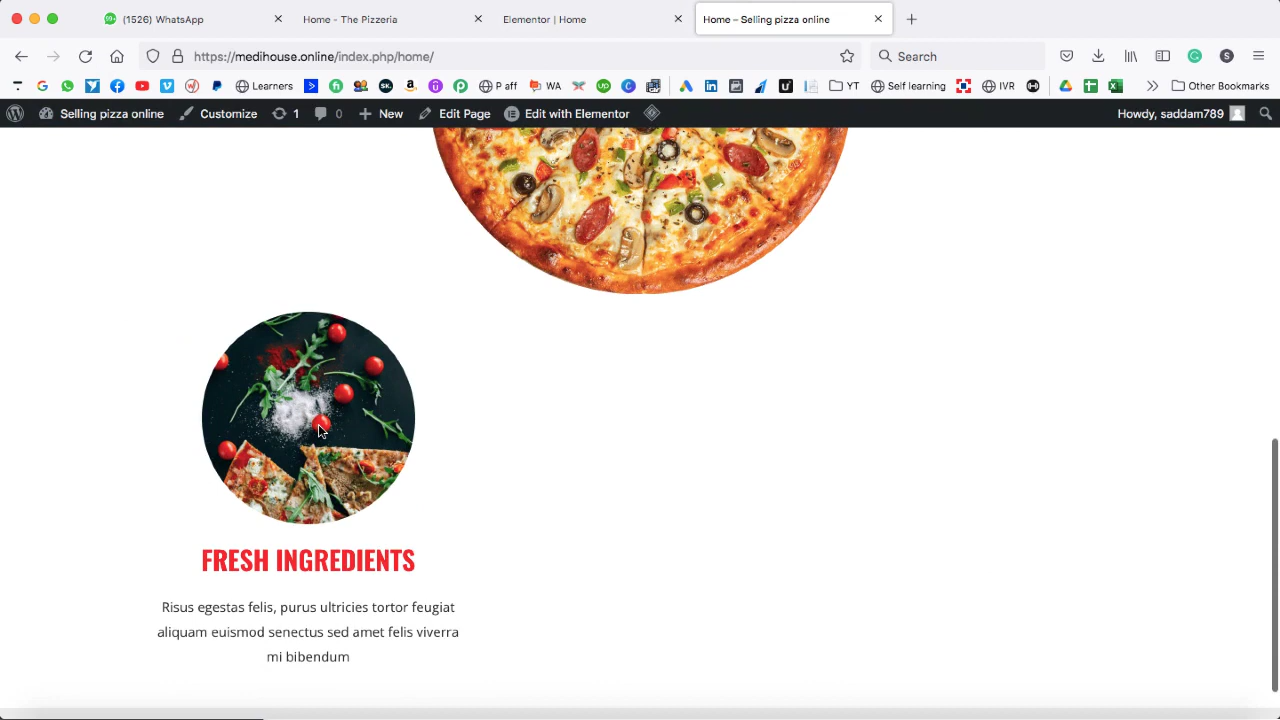 99+ (1526) WhatsApp
Home - The Pizzeria
Elementor | Home
Home – Selling pizza online
https://medihouse.online/index.php/home/
Search
Learners
P aff
WA
YT
Self learning
IVR
Other Bookmarks
Selling pizza online
Customize
1
0
New
Edit Page
Edit with Elementor
Howdy, saddam789
FRESH INGREDIENTS
Risus egestas felis, purus ultricies tortor feugiat
aliquam euismod senectus sed amet felis viverra
mi bibendum